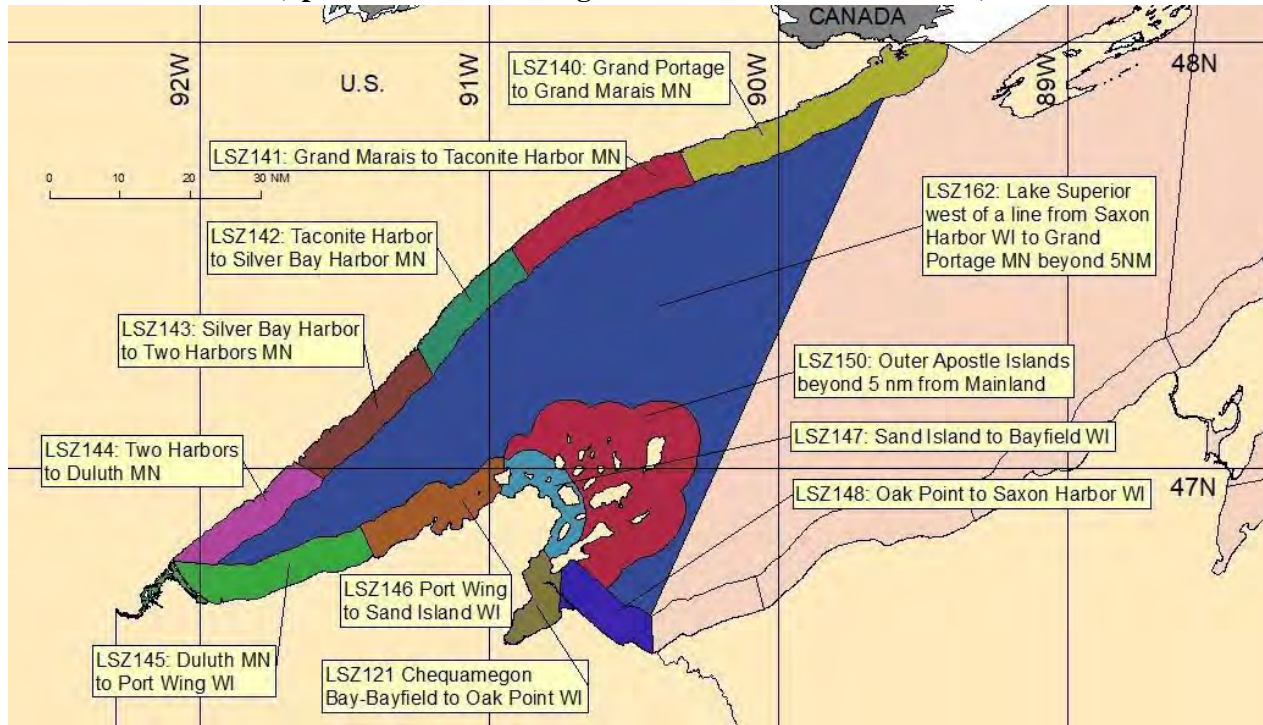 CANADA
92W
U.S.
91W
90W
89W
48N
LSZ140: Grand Portage
to Grand Marais MN
LSZ141: Grand Marais to Taconite Harbor MN
0 10 20 30 NM
LSZ162: Lake Superior
west of a line from Saxon
Harbor WI to Grand
Portage MN beyond 5NM
LSZ142: Taconite Harbor
to Silver Bay Harbor MN
LSZ143: Silver Bay Harbor
to Two Harbors MN
LSZ150: Outer Apostle Islands
beyond 5 nm from Mainland
LSZ147: Sand Island to Bayfield WI
LSZ144: Two Harbors
to Duluth MN
LSZ148: Oak Point to Saxon Harbor WI
47N
LSZ146 Port Wing
to Sand Island WI
LSZ145: Duluth MN
to Port Wing WI
LSZ121 Chequamegon
Bay-Bayfield to Oak Point WI